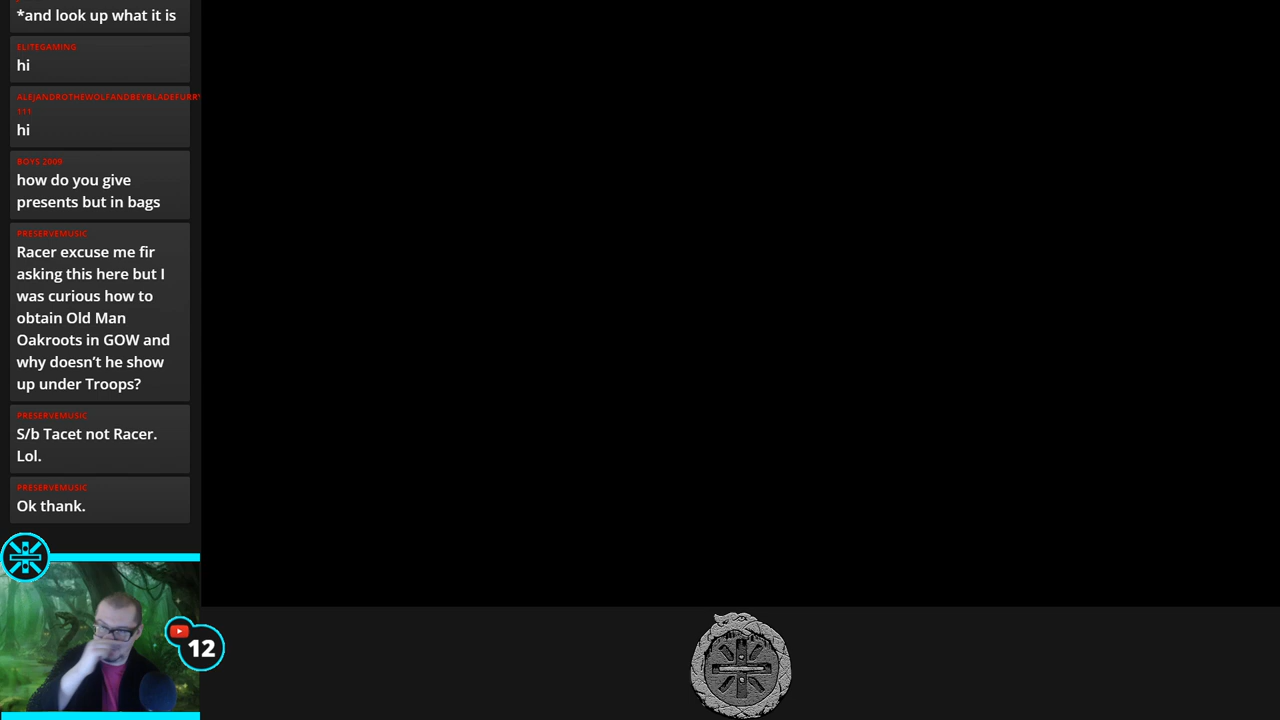 *and look up what it is
ELITEGAMING
hi
ALEJANDROTHEWOLFANDBEYBLADEFURRY
111
hi
BOYS 2009
how do you give
presents but in bags
PRESERVEMUSIC
Racer excuse me fir
asking this here but I
was curious how to
obtain Old Man
Oakroots in GOW and
why doesn't he show
up under Troops?
PRESERVEMUSIC
S/b Tacet not Racer.
Lol.
PRESERVEMUSIC
Ok thank.
12